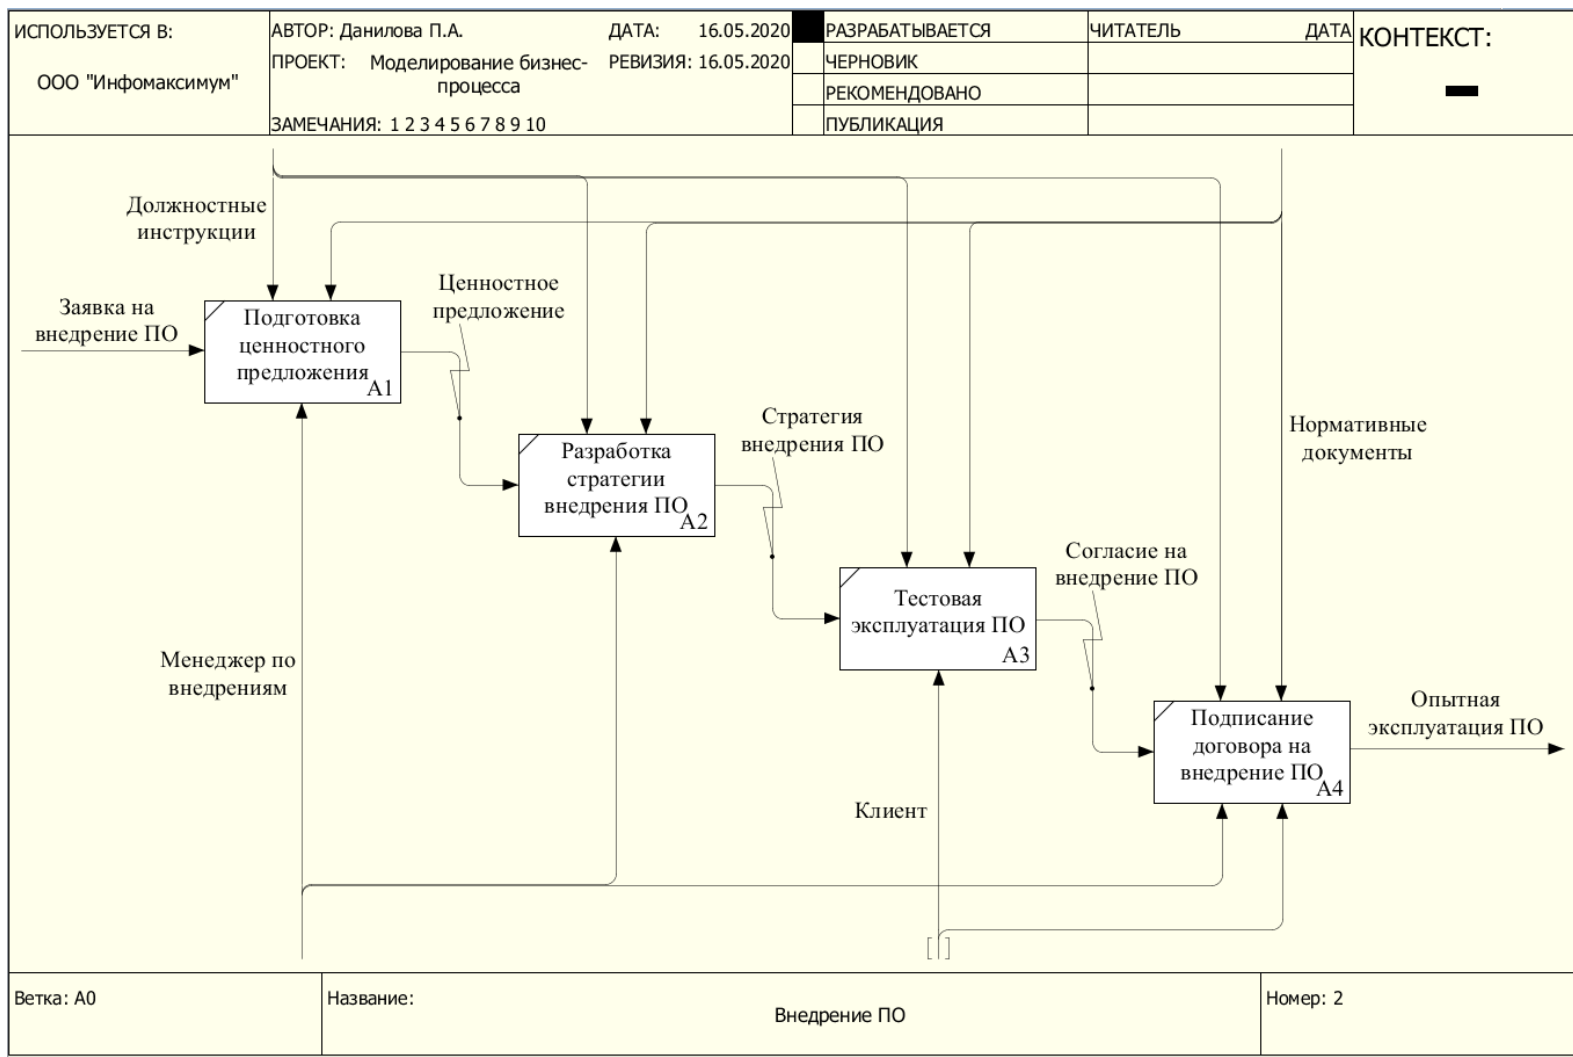 ИСПОЛЬЗУЕТСЯ В:
ООО "Инфомаксимум"
АВТОР: Данилова П.А.
ДАТА: 16.05.2020
ПРОЕКТ: Моделирование бизнес-
процесса
РЕВИЗИЯ: 16.05.2020
ЗАМЕЧАНИЯ: 1 2 3 4 5 6 7 8 9 10
РАЗРАБАТЫВАЕТСЯ
ЧЕРНОВИК
РЕКОМЕНДОВАНО
ПУБЛИКАЦИЯ
ЧИТАТЕЛЬ ДАТА
КОНТЕКСТ:
Должностные
инструкции
Заявка на
внедрение ПО
Подготовка
ценностного
предложения
A1
Ценностное
предложение
Разработка
стратегии
внедрения ПО
A2
Стратегия
внедрения ПО
Нормативные
документы
Тестовая
эксплуатация ПО
A3
Согласие на
внедрение ПО
Менеджер по
внедрениям
Подписание
договора на
внедрение ПО
A4
Опытная
эксплуатация ПО
Клиент
[ ]
Ветка: A0
Название:
Внедрение ПО
Номер: 2